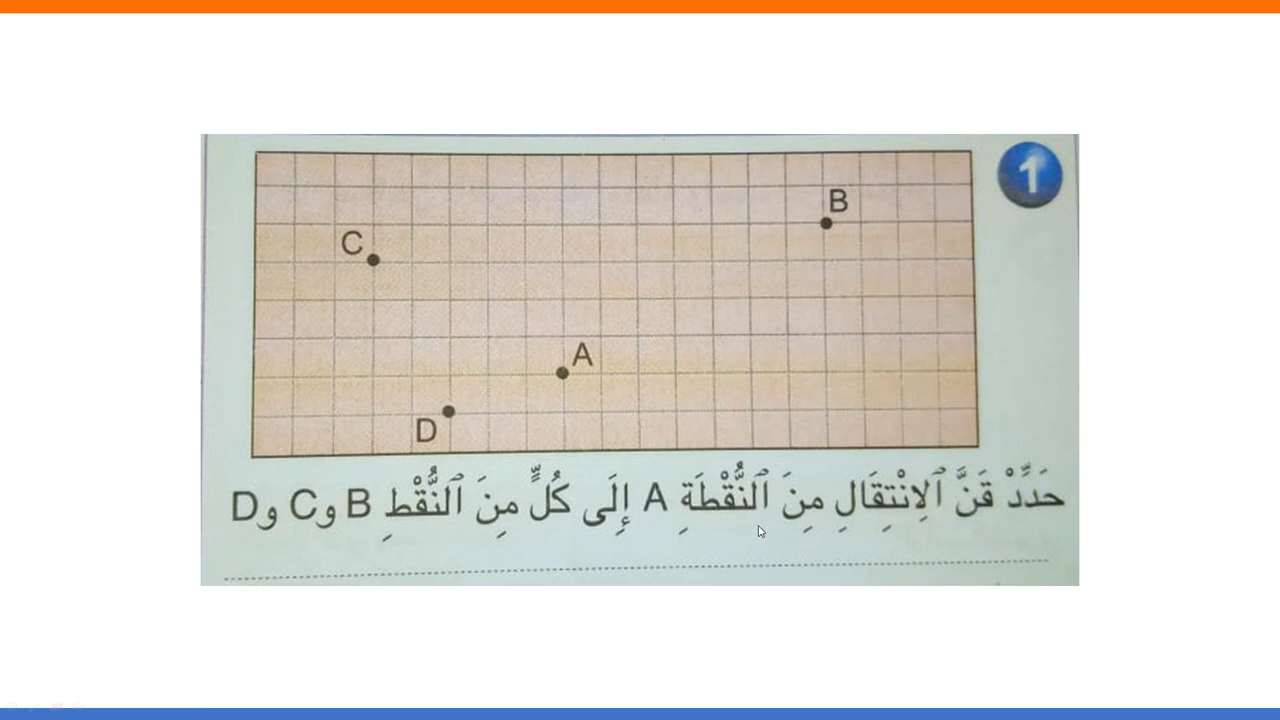 1
B
C
A
D
حَدِّدْ قَنَّ ٱلِانْتِقَالِ مِنَ ٱلنُّقْطَةِ A إِلَى كُلٍّ مِنَ ٱلنُّقْطِ B وC وD